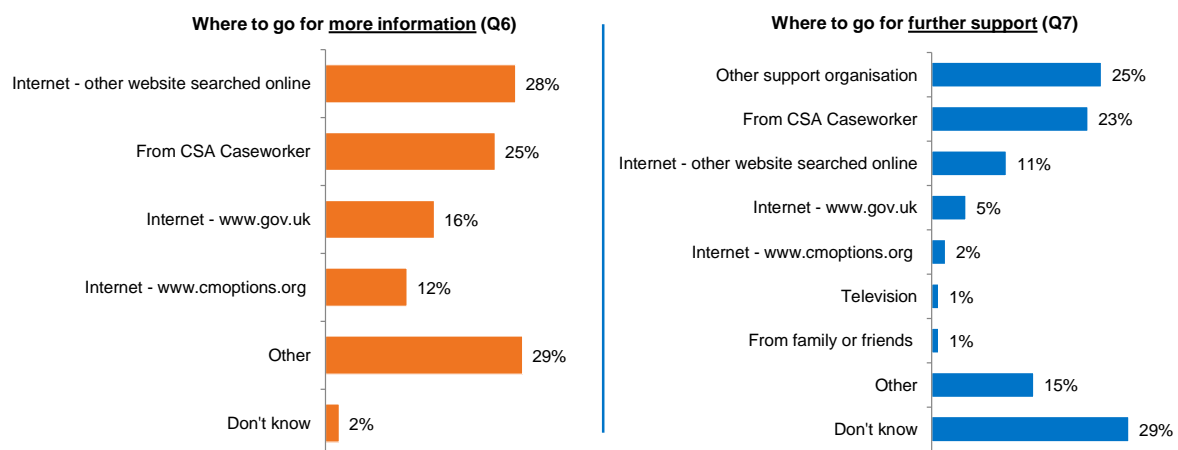 Where to go for more information (Q6)
Internet - other website searched online 28%
From CSA Caseworker 25%
Internet - www.gov.uk 16%
Internet - www.cmoptions.org 12%
Other 29%
Don't know 2%
Where to go for further support (Q7)
Other support organisation 25%
From CSA Caseworker 23%
Internet - other website searched online 11%
Internet - www.gov.uk 5%
Internet - www.cmoptions.org 2%
Television 1%
From family or friends 1%
Other 15%
Don't know 29%